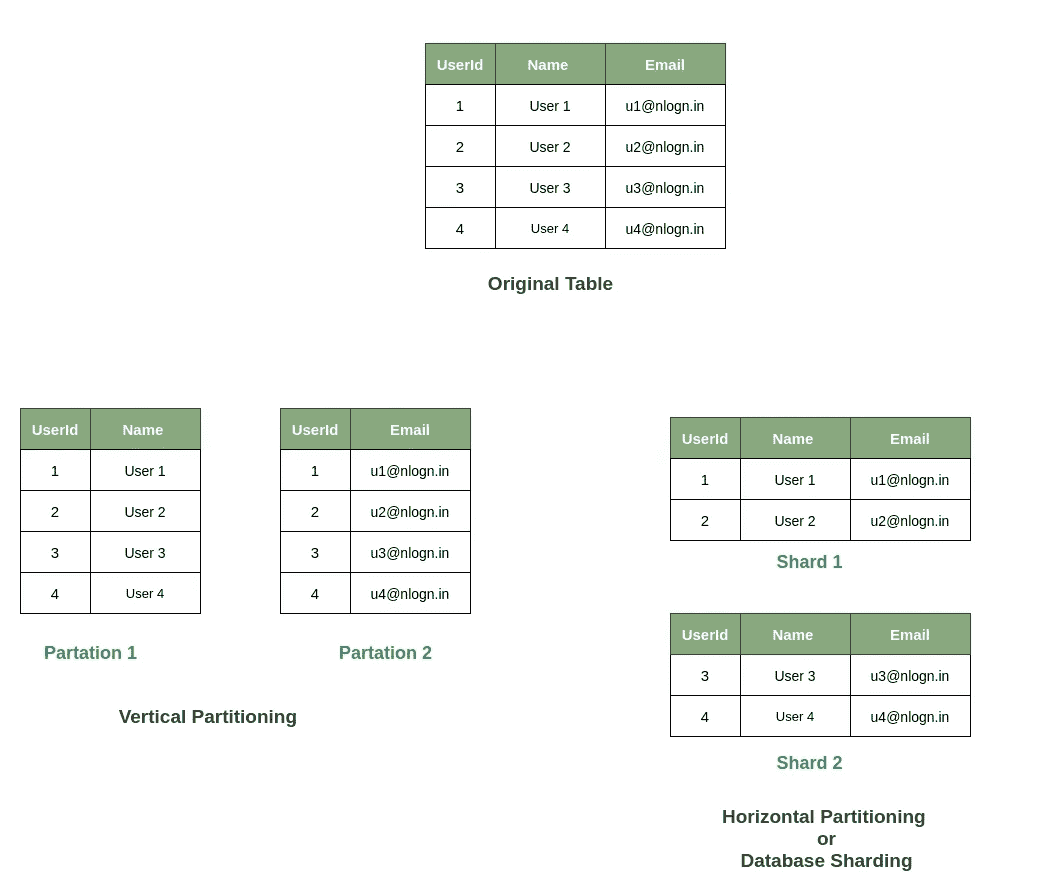 UserId Name Email
1 User 1 u1@nlogn.in
2 User 2 u2@nlogn.in
3 User 3 u3@nlogn.in
4 User 4 u4@nlogn.in
Original Table
UserId Name
1 User 1
2 User 2
3 User 3
4 User 4
Partation 1
UserId Email
1 u1@nlogn.in
2 u2@nlogn.in
3 u3@nlogn.in
4 u4@nlogn.in
Partation 2
Vertical Partitioning
UserId Name Email
1 User 1 u1@nlogn.in
2 User 2 u2@nlogn.in
Shard 1
UserId Name Email
3 User 3 u3@nlogn.in
4 User 4 u4@nlogn.in
Shard 2
Horizontal Partitioning
or
Database Sharding